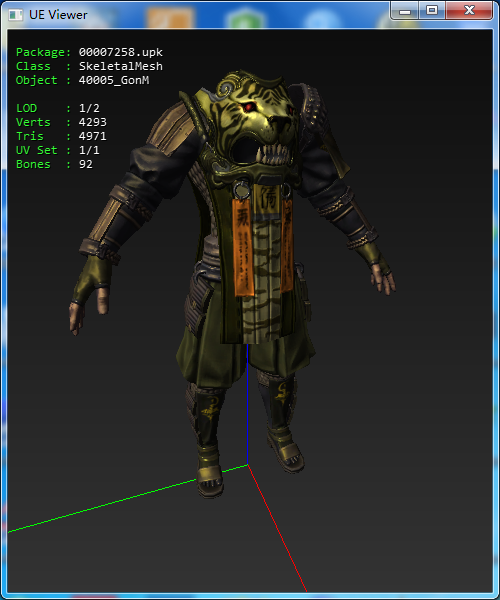 UE Viewer
Package: 00007258.upk
Class : SkeletalMesh
Object : 40005_GonM
LOD : 1/2
Verts : 4293
Tris : 4971
UV Set : 1/1
Bones : 92